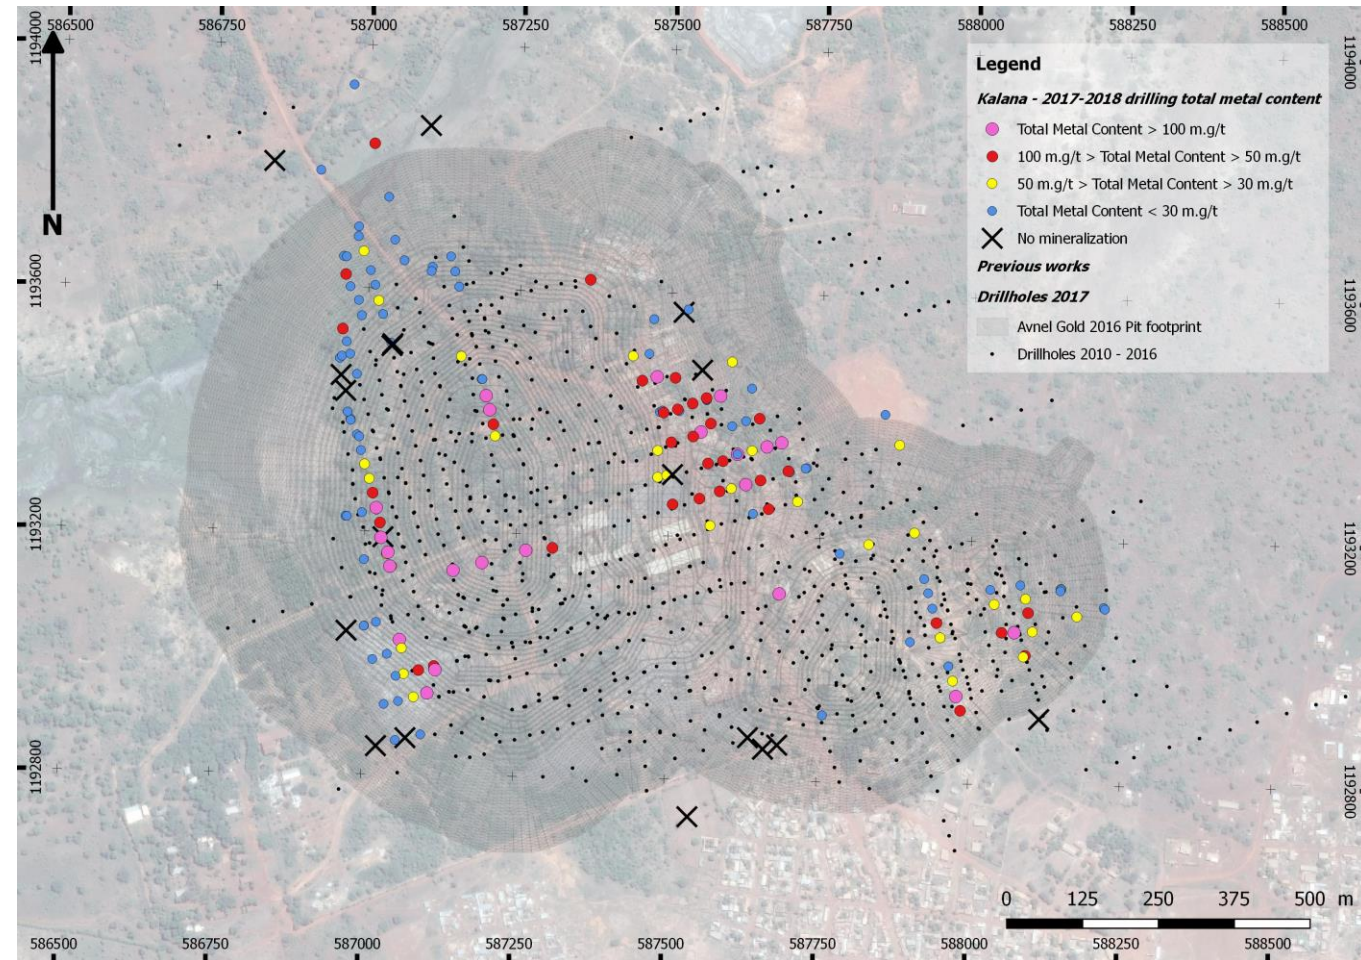 586500 586750 587000 587250 587500 587750 588000 588250 588500
1194000
1194000
Legend
Kalana - 2017-2018 drilling total metal content
Total Metal Content > 100 m.g/t
100 m.g/t > Total Metal Content > 50 m.g/t
50 m.g/t > Total Metal Content > 30 m.g/t
Total Metal Content < 30 m.g/t
No mineralization
Previous works
Drillholes 2017
Avnel Gold 2016 Pit footprint
Drillholes 2010 - 2016
N
1193600
1193600
1193200
1193200
1192800
1192800
0 125 250 375 500 m
586500 586750 587000 587250 587500 587750 588000 588250 588500